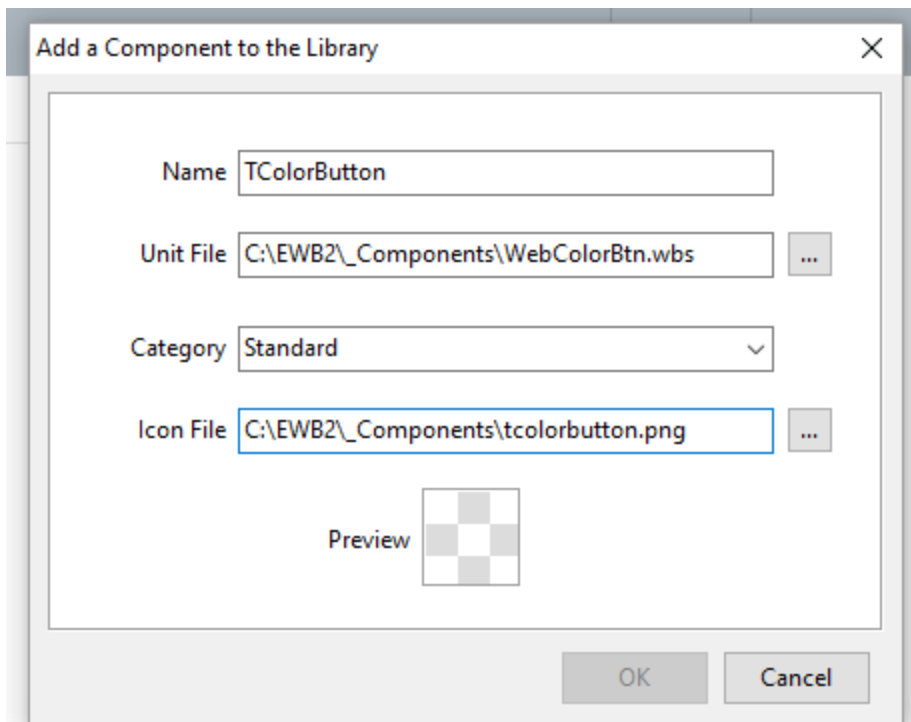 Add a Component to the Library
Name TColorButton
Unit File C:\EWB2\_Components\WebColorBtn.wbs ...
Category Standard
Icon File C:\EWB2\_Components\tcolorbutton.png ...
Preview
OK Cancel